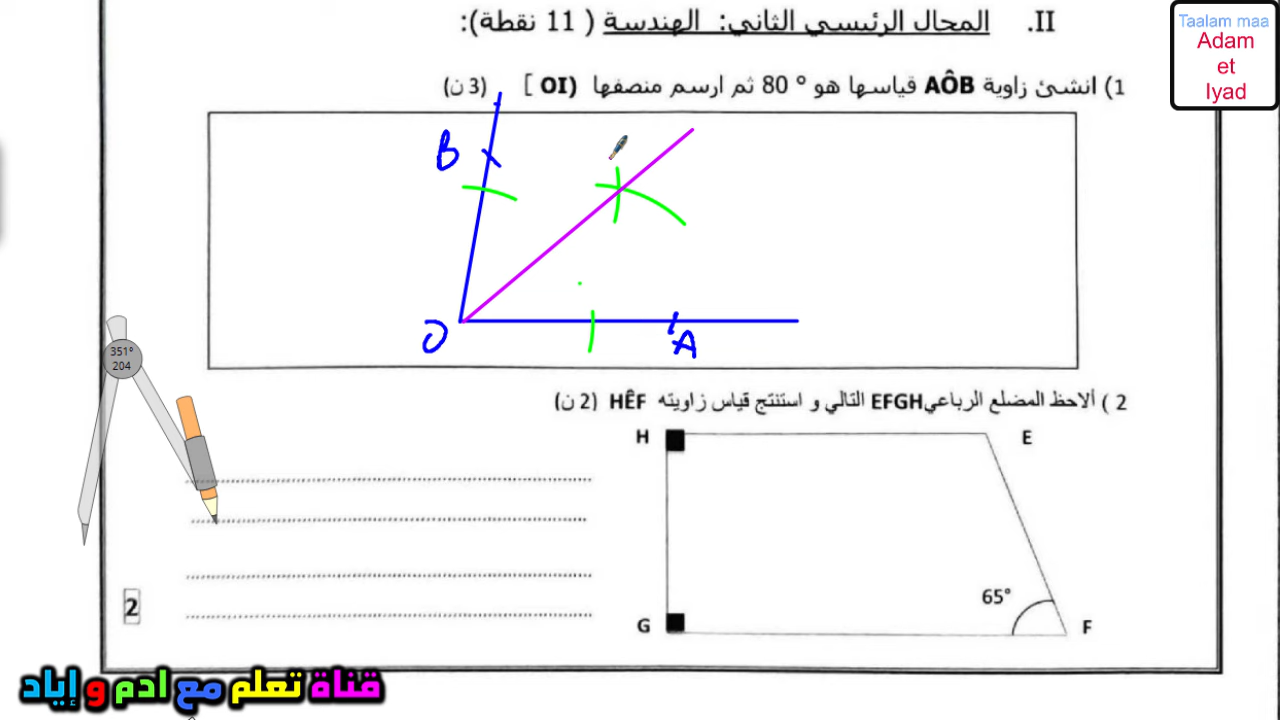 II. المجال الرئيسي الثاني: الهندسة ( 11 نقطة):
Taalam maa
Adam
et
Iyad
1) انشئ زاوية AÔB قياسها هو 80 ° ثم ارسم منصفها [ OI) (3 ن)
B
O
A
351°
204
2 ) ألاحظ المضلع الرباعي EFGH التالي و استنتج قياس زاويته HÊF (2 ن)
H
E
65°
G
F
2
قناة تعلم مع ادم و إياد